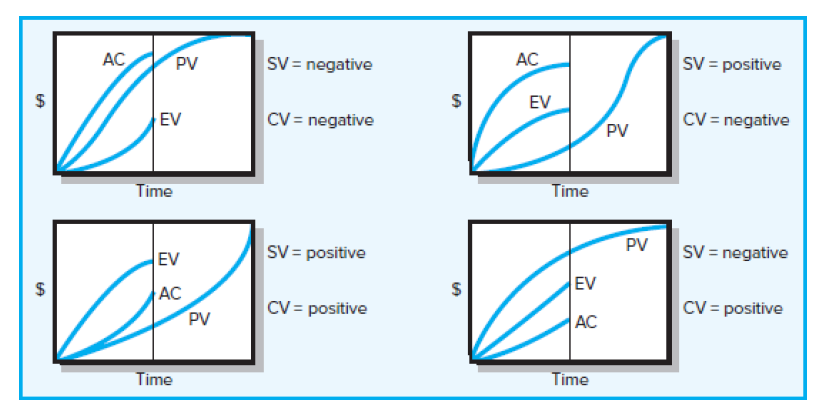 AC
PV
EV
$
Time
SV = negative
CV = negative
AC
EV
PV
$
Time
SV = positive
CV = negative
EV
AC
PV
$
Time
SV = positive
CV = positive
PV
EV
AC
$
Time
SV = negative
CV = positive